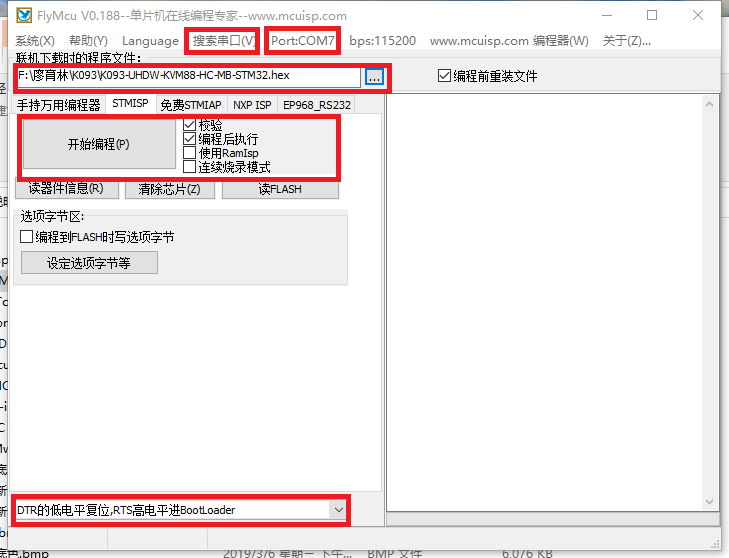 FlyMcu V0.188--单片机在线编程专家--www.mcuisp.com
系统(X) 帮助(Y) Language 搜索串口(V) Port:COM7 bps:115200 www.mcuisp.com 编程器(W) 关于(Z)...
联机下载时的程序文件:
F:\廖育林\K093\K093-UHDW-KVM88-HC-MB-STM32.hex ... 编程前重装文件
手持万用编程器 STMISP 免费STMIAP NXP ISP EP968_RS232
开始编程(P)
校验
编程后执行
使用RamIsp
连续烧录模式
读器件信息(R) 清除芯片(Z) 读FLASH
选项字节区:
编程到FLASH时写选项字节
设定选项字节等
DTR的低电平复位,RTS高电平进BootLoader
底色.bmp 2019/3/6 星期三 下午... BMP 文件 6,076 KB